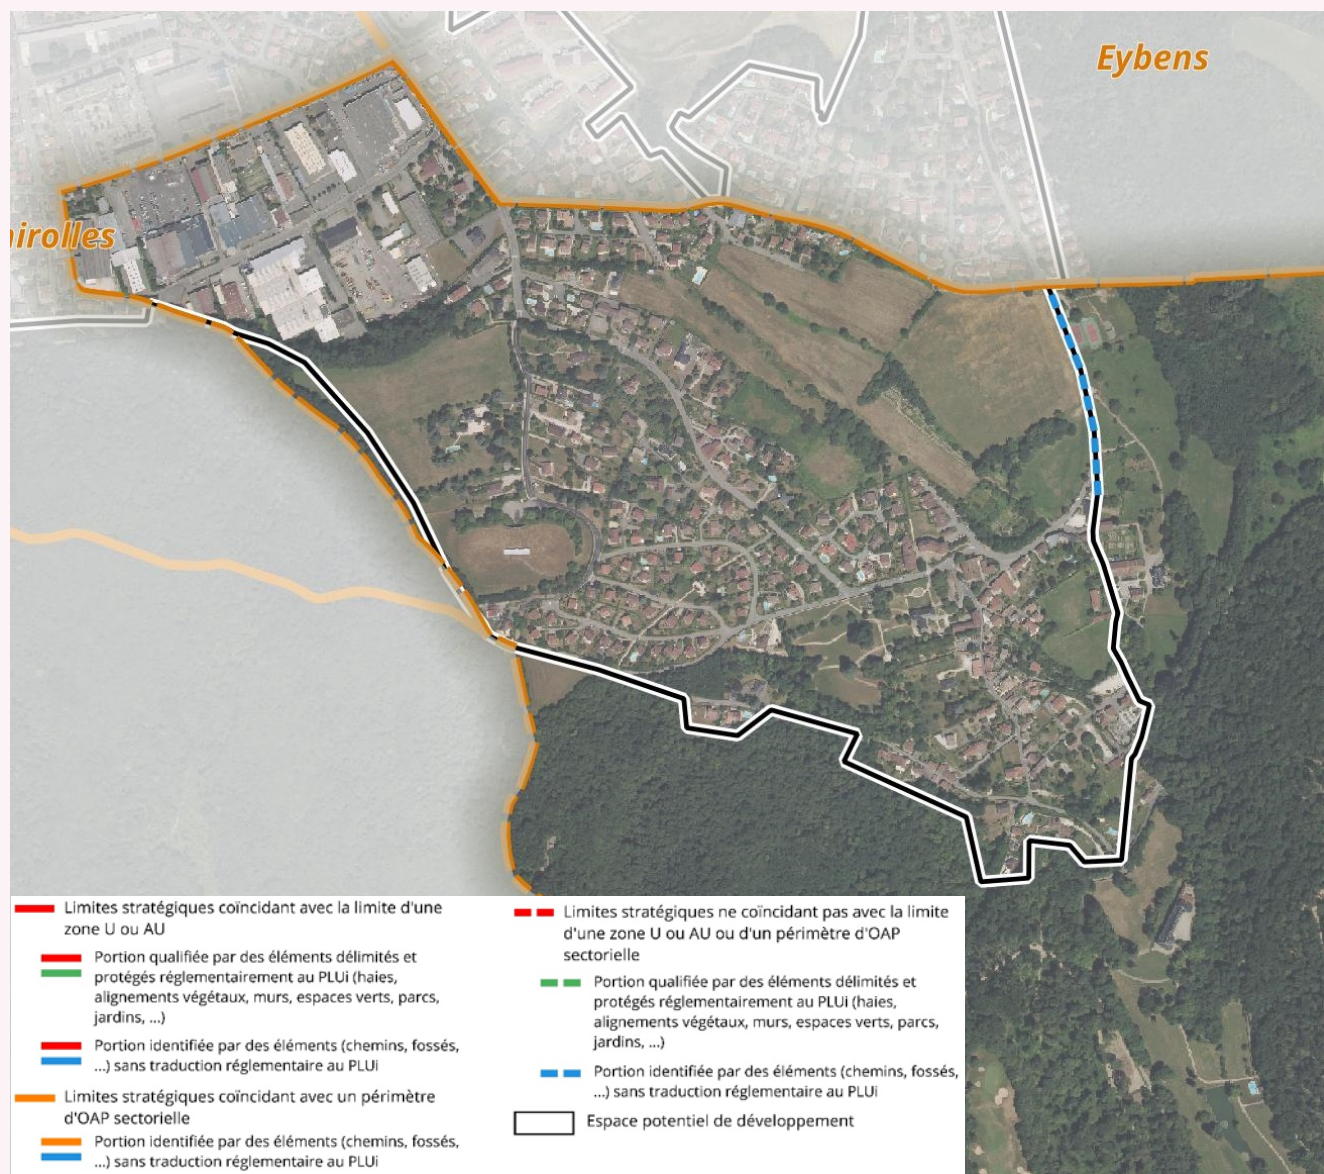 Eybens
irolles
Limites stratégiques coïncidant avec la limite d'une
zone U ou AU
Portion qualifiée par des éléments délimités et
protégés réglementairement au PLUi (haies,
alignements végétaux, murs, espaces verts, parcs,
jardins, ...)
Portion identifiée par des éléments (chemins, fossés,
...) sans traduction réglementaire au PLUi
Limites stratégiques coïncidant avec un périmètre
d'OAP sectorielle
Portion identifiée par des éléments (chemins, fossés,
...) sans traduction réglementaire au PLUi
Limites stratégiques ne coïncidant pas avec la limite
d'une zone U ou AU ou d'un périmètre d'OAP
sectorielle
Portion qualifiée par des éléments délimités et
protégés réglementairement au PLUi (haies,
alignements végétaux, murs, espaces verts, parcs,
jardins, ...)
Portion identifiée par des éléments (chemins, fossés,
...) sans traduction réglementaire au PLUi
Espace potentiel de développement